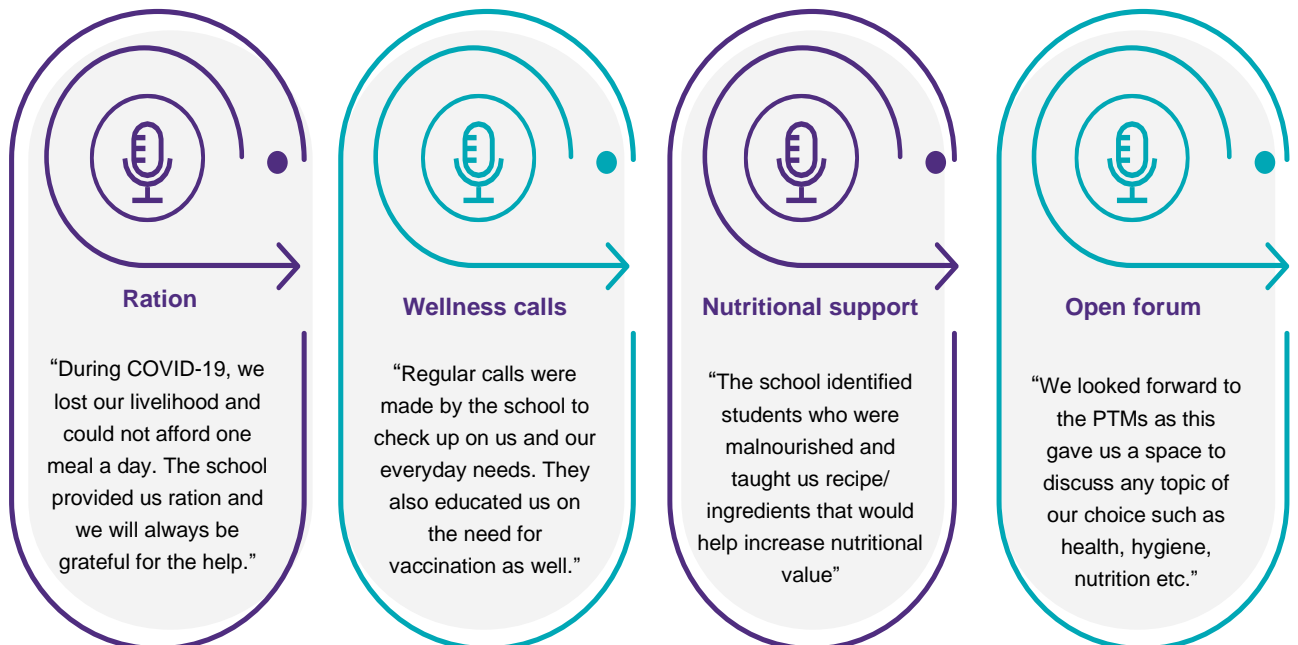 Ration
“During COVID-19, we
lost our livelihood and
could not afford one
meal a day. The school
provided us ration and
we will always be
grateful for the help.”
Wellness calls
“Regular calls were
made by the school to
check up on us and our
everyday needs. They
also educated us on
the need for
vaccination as well.”
Nutritional support
“The school identified
students who were
malnourished and
taught us recipe/
ingredients that would
help increase nutritional
value”
Open forum
“We looked forward to
the PTMs as this
gave us a space to
discuss any topic of
our choice such as
health, hygiene,
nutrition etc.”